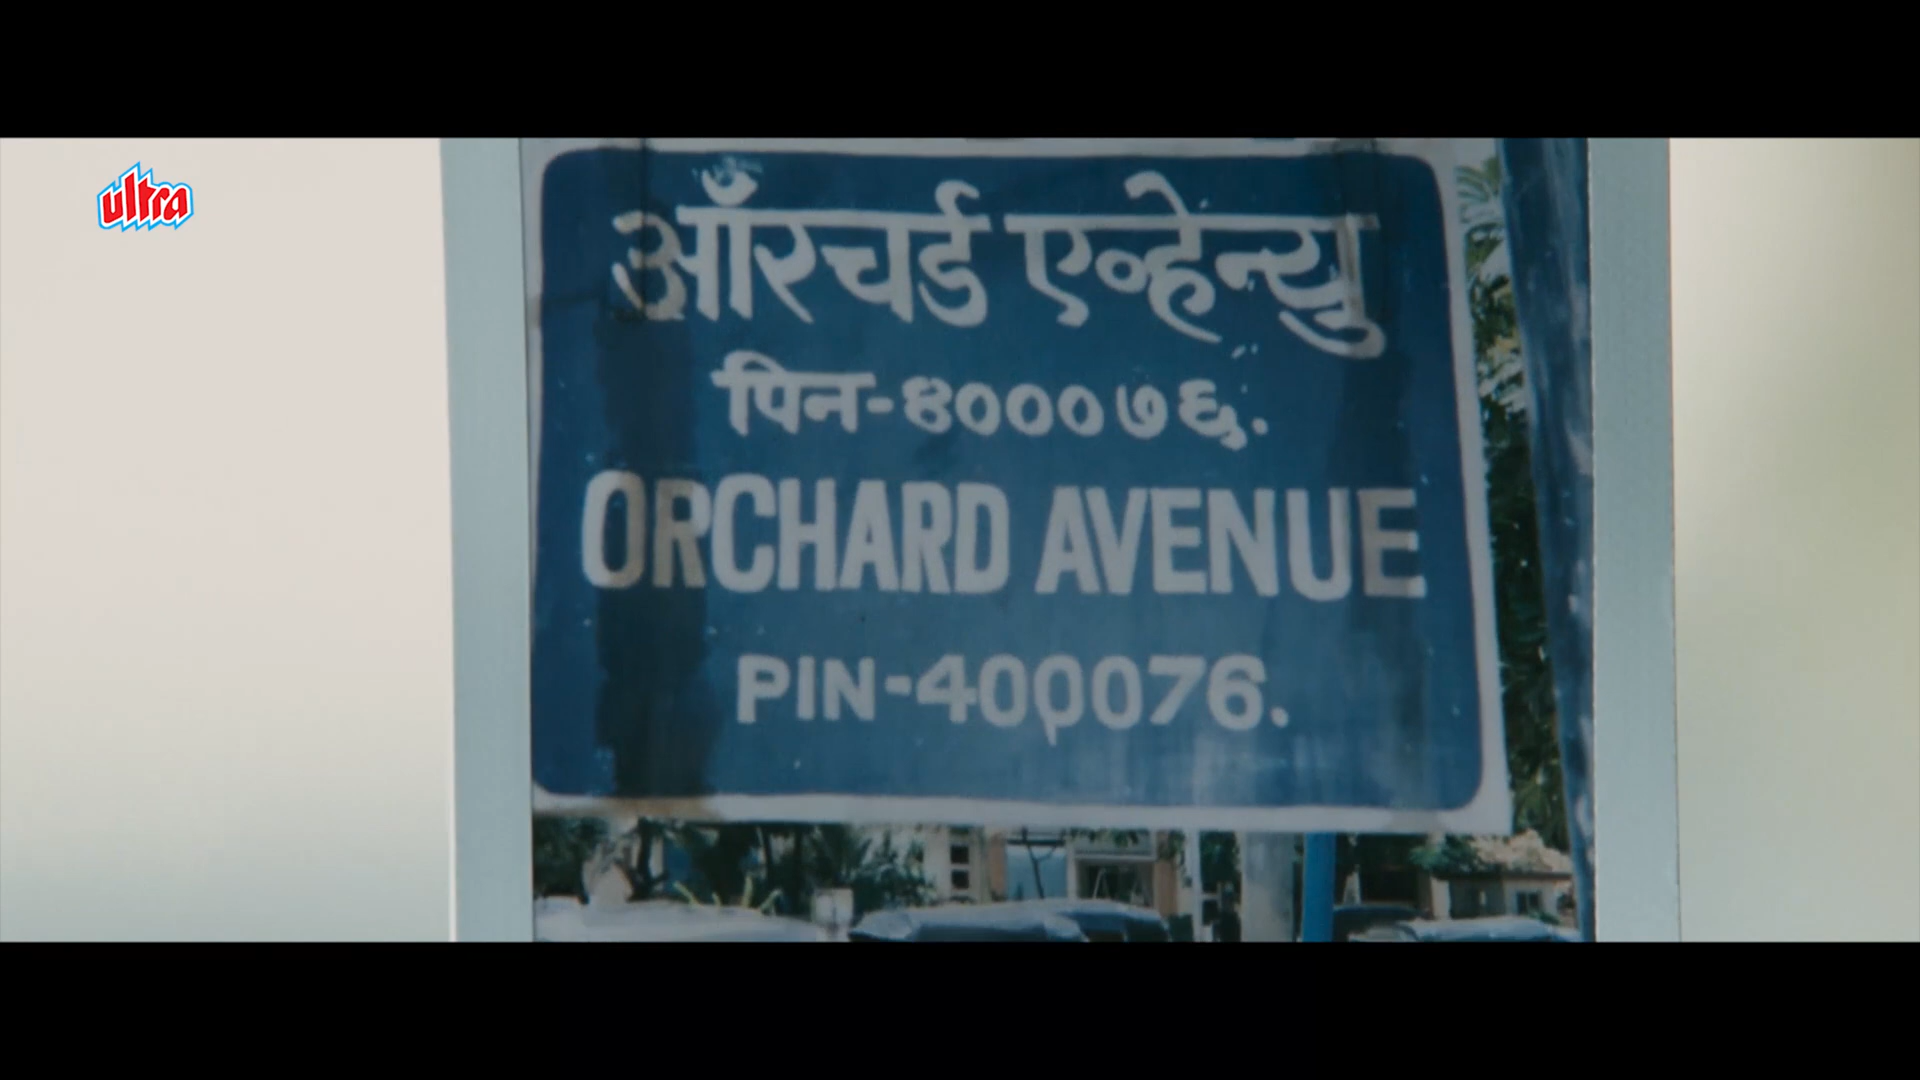 ultra
ऑरचर्ड एव्हेन्यु
पिन-४०००७६.
ORCHARD AVENUE
PIN-400076.